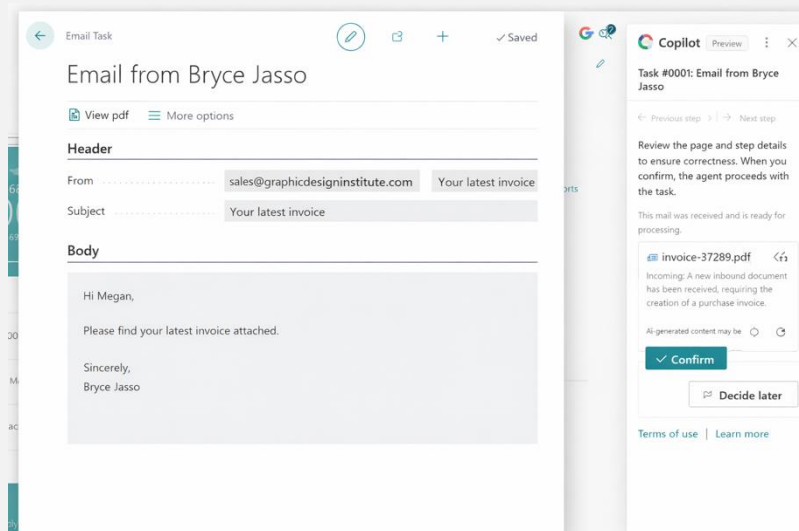 Email Task
Saved
Email from Bryce Jasso
View pdf
More options
Header
From sales@graphicdesigninstitute.com Your latest invoice
Subject Your latest invoice
Body
Hi Megan,
Please find your latest invoice attached.
Sincerely,
Bryce Jasso
Copilot Preview
Task #0001: Email from Bryce
Jasso
Previous step
Next step
Review the page and step details
to ensure correctness. When you
confirm, the agent proceeds with
the task.
This mail was received and is ready for
processing.
invoice-37289.pdf
Incoming: A new inbound document
has been received, requiring the
creation of a purchase invoice.
AI-generated content may be
Confirm
Decide later
Terms of use | Learn more